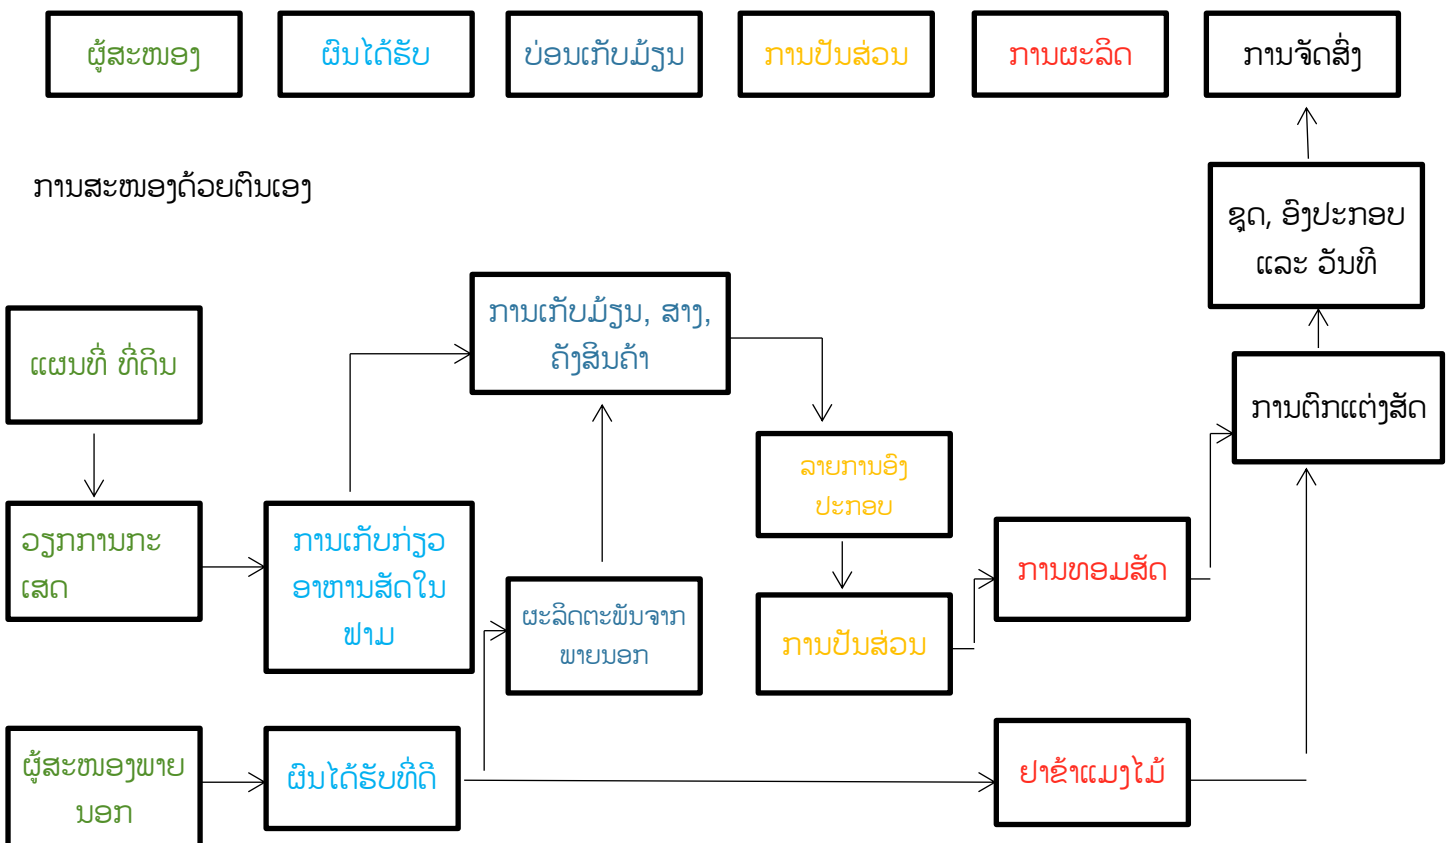 ຜູ້ສະໜອງ
ຜົນໄດ້ຮັບ
ບ່ອນເກັບມ້ຽນ
ການປັນສ່ວນ
ການຜະລິດ
ການຈັດສົ່ງ
ການສະໜອງດ້ວຍຕົນເອງ
ຊຸດ, ອົງປະກອບ
ແລະ ວັນທີ
ການເກັບມ້ຽນ, ສາງ,
ຄັງສິນຄ້າ
ແຜນທີ່ ທີ່ດິນ
ການຕົກແຕ່ງສັດ
ລາຍການອົງ
ປະກອບ
ວຽກການກະ
ເສດ
ການເກັບກ່ຽວ
ອາຫານສັດໃນ
ຟາມ
ການທອມສັດ
ຜະລິດຕະພັນຈາກ
ພາຍນອກ
ການປັນສ່ວນ
ຜູ້ສະໜອງພາຍ
ນອກ
ຜົນໄດ້ຮັບທີ່ດີ
ຢາຂ້າແມງໄມ້